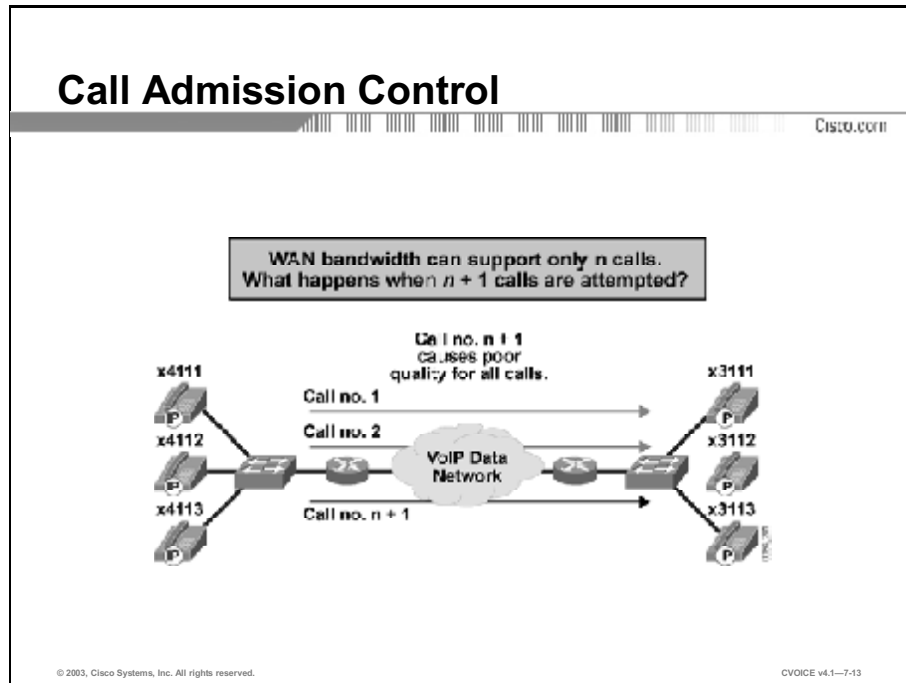 Call Admission Control
Cisco.com
WAN bandwidth can support only n calls.
What happens when n + 1 calls are attempted?
Call no. n + 1
causes poor
quality for all calls.
x4111
x3111
Call no. 1
IP
P
x4112
Call no. 2
x3112
VoIP Data
Network
IP
P
x4113
Call no. n + 1
x3113
IP
P
© 2003, Cisco Systems, Inc. All rights reserved.
CVOICE v4.1—7-13